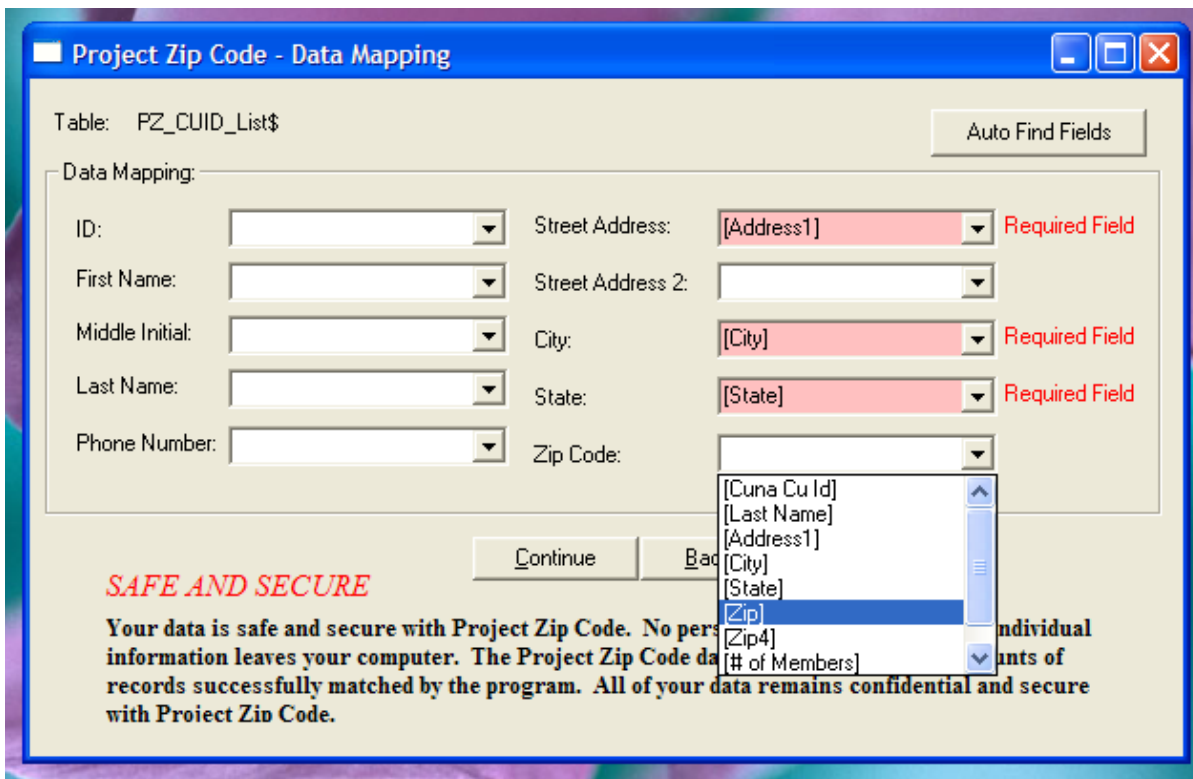 Project Zip Code - Data Mapping
Table: PZ_CUID_List$
Auto Find Fields
Data Mapping:
ID:
First Name:
Middle Initial:
Last Name:
Phone Number:
Street Address: [Address1] Required Field
Street Address 2:
City: [City] Required Field
State: [State] Required Field
Zip Code:
[Cuna Cu Id]
[Last Name]
[Address1]
[City]
[State]
[Zip]
[Zip4]
[# of Members]
Continue
SAFE AND SECURE
Your data is safe and secure with Project Zip Code. No
information leaves your computer. The Project Zip Code
records successfully matched by the program. All of your data remains confidential and secure
with Project Zip Code.